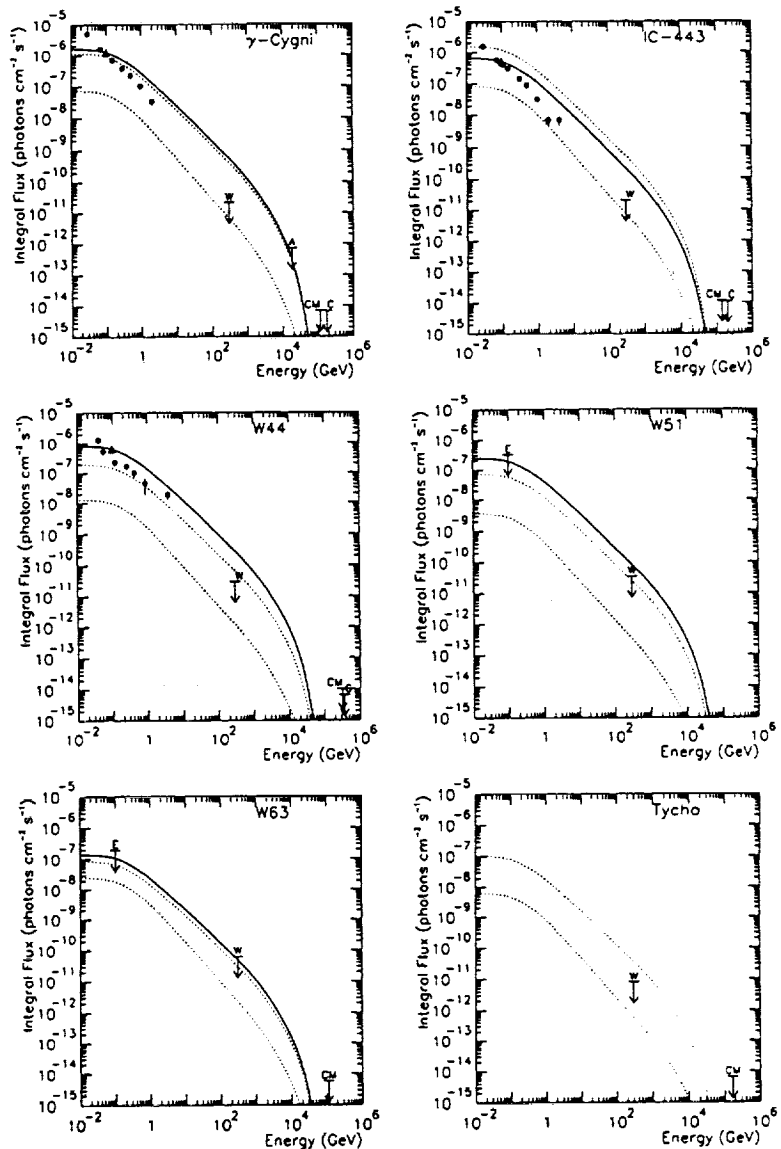 γ-Cygni
Integral Flux (photons cm⁻² s⁻¹)
10⁻⁵
10⁻⁶
10⁻⁷
10⁻⁸
10⁻⁹
10⁻¹⁰
10⁻¹¹
10⁻¹²
10⁻¹³
10⁻¹⁴
10⁻¹⁵
W
A
CM C
10⁻² 1 10² 10⁴ 10⁶
Energy (GeV)
IC-443
Integral Flux (photons cm⁻² s⁻¹)
10⁻⁵
10⁻⁶
10⁻⁷
10⁻⁸
10⁻⁹
10⁻¹⁰
10⁻¹¹
10⁻¹²
10⁻¹³
10⁻¹⁴
10⁻¹⁵
W
CM C
10⁻² 1 10² 10⁴ 10⁶
Energy (GeV)
W44
Integral Flux (photons cm⁻² s⁻¹)
10⁻⁵
10⁻⁶
10⁻⁷
10⁻⁸
10⁻⁹
10⁻¹⁰
10⁻¹¹
10⁻¹²
10⁻¹³
10⁻¹⁴
10⁻¹⁵
W
CM C
10⁻² 1 10² 10⁴ 10⁶
Energy (GeV)
W51
Integral Flux (photons cm⁻² s⁻¹)
10⁻⁵
10⁻⁶
10⁻⁷
10⁻⁸
10⁻⁹
10⁻¹⁰
10⁻¹¹
10⁻¹²
10⁻¹³
10⁻¹⁴
10⁻¹⁵
E
W
10⁻² 1 10² 10⁴ 10⁶
Energy (GeV)
W63
Integral Flux (photons cm⁻² s⁻¹)
10⁻⁵
10⁻⁶
10⁻⁷
10⁻⁸
10⁻⁹
10⁻¹⁰
10⁻¹¹
10⁻¹²
10⁻¹³
10⁻¹⁴
10⁻¹⁵
E
W
CM
10⁻² 1 10² 10⁴ 10⁶
Energy (GeV)
Tycho
Integral Flux (photons cm⁻² s⁻¹)
10⁻⁵
10⁻⁶
10⁻⁷
10⁻⁸
10⁻⁹
10⁻¹⁰
10⁻¹¹
10⁻¹²
10⁻¹³
10⁻¹⁴
10⁻¹⁵
W
CM
10⁻² 1 10² 10⁴ 10⁶
Energy (GeV)